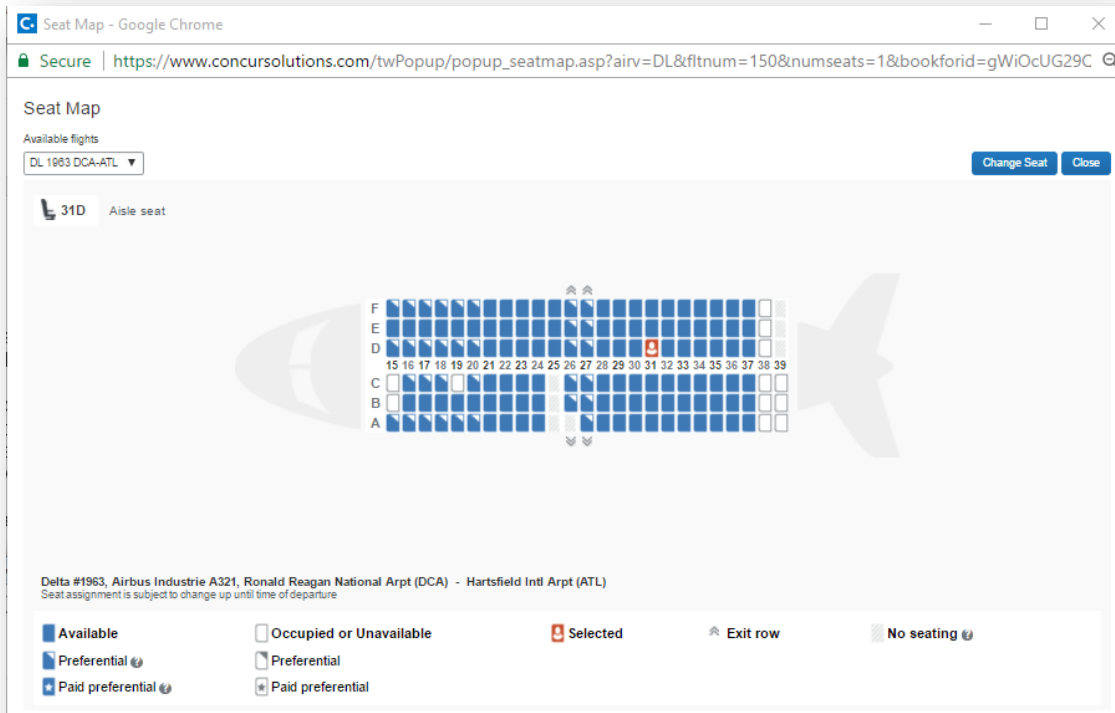 Seat Map - Google Chrome
Secure | https://www.concursolutions.com/twPopup/popup_seatmap.asp?airv=DL&fltnum=150&numseats=1&bookforid=gWiOcUG29C
Seat Map
Available flights
DL 1963 DCA-ATL
Change Seat Close
31D Aisle seat
F
E
D
15 16 17 18 19 20 21 22 23 24 25 26 27 28 29 30 31 32 33 34 35 36 37 38 39
C
B
A
Delta #1963, Airbus Industrie A321, Ronald Reagan National Arpt (DCA) - Hartsfield Intl Arpt (ATL)
Seat assignment is subject to change up until time of departure
Available Occupied or Unavailable Selected Exit row No seating ?
Preferential ? Preferential
Paid preferential ? Paid preferential